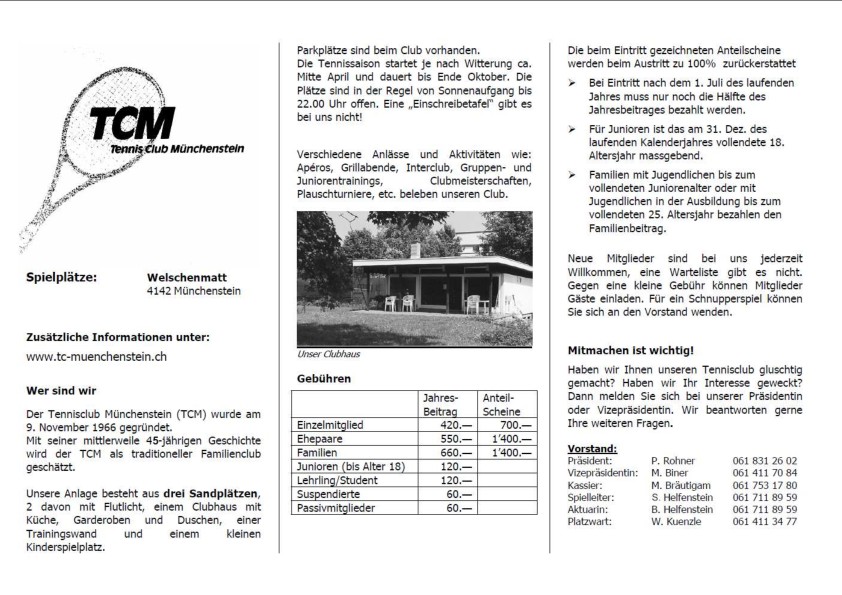 TCM
Tennis Club Münchenstein
Spielplätze: Welschenmatt
4142 Münchenstein
Zusätzliche Informationen unter:
www.tc-muenchenstein.ch
Wer sind wir
Der Tennisclub Münchenstein (TCM) wurde am
9. November 1966 gegründet.
Mit seiner mittlerweile 45-jährigen Geschichte
wird der TCM als traditioneller Familienclub
geschätzt.
Unsere Anlage besteht aus drei Sandplätzen,
2 davon mit Flutlicht, einem Clubhaus mit
Küche, Garderoben und Duschen, einer
Trainingswand und einem kleinen
Kinderspielplatz.
Parkplätze sind beim Club vorhanden.
Die Tennissaison startet je nach Witterung ca.
Mitte April und dauert bis Ende Oktober. Die
Plätze sind in der Regel von Sonnenaufgang bis
22.00 Uhr offen. Eine „Einschreibetafel" gibt es
bei uns nicht!
Verschiedene Anlässe und Aktivitäten wie:
Apéros, Grillabende, Interclub, Gruppen- und
Juniorentrainings, Clubmeisterschaften,
Plauschturniere, etc. beleben unseren Club.
Unser Clubhaus
Gebühren
Jahres- Anteil-
Beitrag Scheine
Einzelmitglied 420.— 700.—
Ehepaare 550.— 1'400.—
Familien 660.— 1'400.—
Junioren (bis Alter 18) 120.—
Lehrling/Student 120.—
Suspendierte 60.—
Passivmitglieder 60.—
Die beim Eintritt gezeichneten Anteilscheine
werden beim Austritt zu 100% zurückerstattet
➢ Bei Eintritt nach dem 1. Juli des laufenden
Jahres muss nur noch die Hälfte des
Jahresbeitrages bezahlt werden.
➢ Für Junioren ist das am 31. Dez. des
laufenden Kalenderjahres vollendete 18.
Altersjahr massgebend.
➢ Familien mit Jugendlichen bis zum
vollendeten Juniorenalter oder mit
Jugendlichen in der Ausbildung bis zum
vollendeten 25. Altersjahr bezahlen den
Familienbeitrag.
Neue Mitglieder sind bei uns jederzeit
Willkommen, eine Warteliste gibt es nicht.
Gegen eine kleine Gebühr können Mitglieder
Gäste einladen. Für ein Schnupperspiel können
Sie sich an den Vorstand wenden.
Mitmachen ist wichtig!
Haben wir Ihnen unseren Tennisclub gluschtig
gemacht? Haben wir Ihr Interesse geweckt?
Dann melden Sie sich bei unserer Präsidentin
oder Vizepräsidentin. Wir beantworten gerne
Ihre weiteren Fragen.
Vorstand:
Präsident: P. Rohner 061 831 26 02
Vizepräsidentin: M. Biner 061 411 70 84
Kassier: M. Bräutigam 061 753 17 80
Spielleiter: S. Helfenstein 061 711 89 59
Aktuarin: B. Helfenstein 061 711 89 59
Platzwart: W. Kuenzle 061 411 34 77